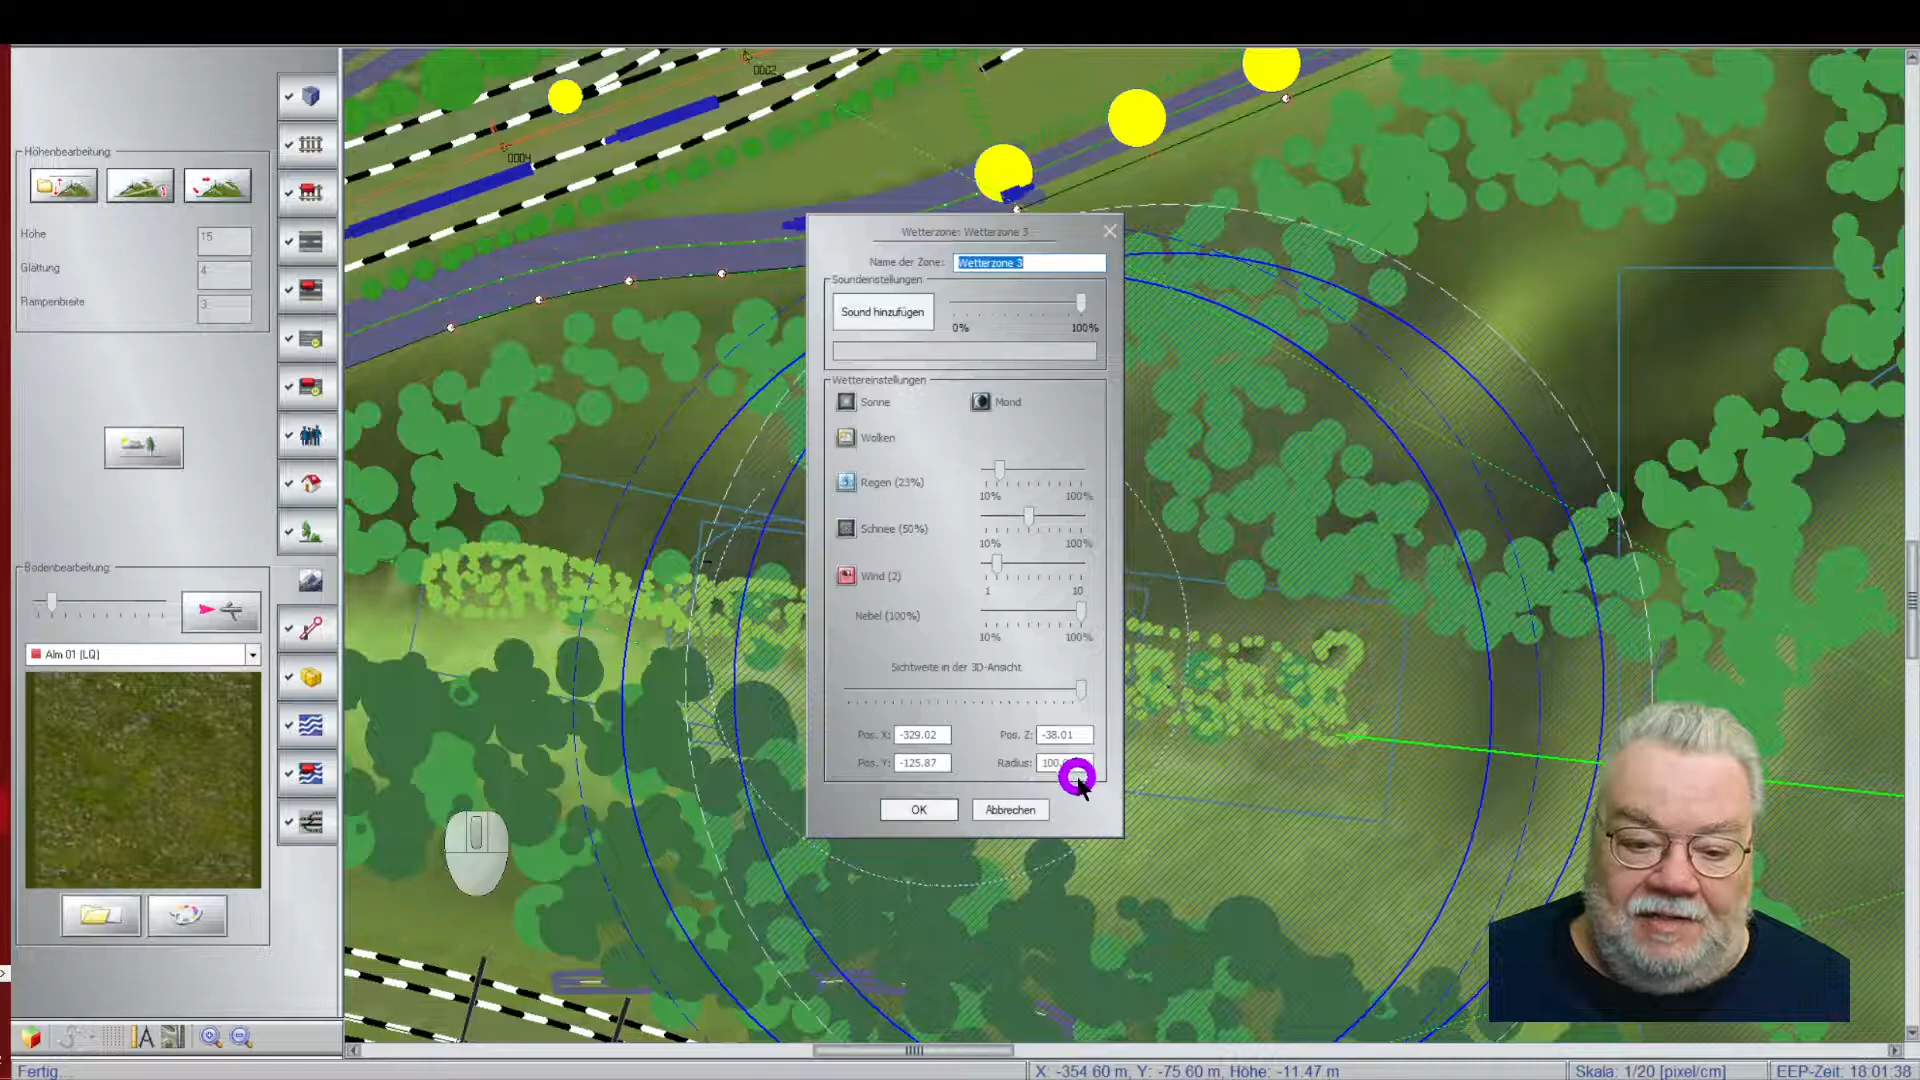 Höhenbearbeitung:
Höhe
15
Glättung
4
Rampenbreite
3
Bodenbearbeitung:
Alm 01 (LQ)
0002
0004
Wetterzone: Wetterzone 3
Name der Zone:
Wetterzone 3
Soundeinstellungen
Sound hinzufügen
0%
100%
Wettereinstellungen
Sonne
Mond
Wolken
Regen (23%)
10%
100%
Schnee (50%)
10%
100%
Wind (2)
1
10
Nebel (100%)
10%
100%
Sichtweite in der 3D-Ansicht
Pos. X:
-329.02
Pos. Z:
-38.01
Pos. Y:
-125.87
Radius:
OK
Abbrechen
Fertig...
X: -354.60 m, Y: -75.60 m, Höhe: -11.47 m
Skala: 1/20 [pixel/cm]
EEP-Zeit: 18:01:38